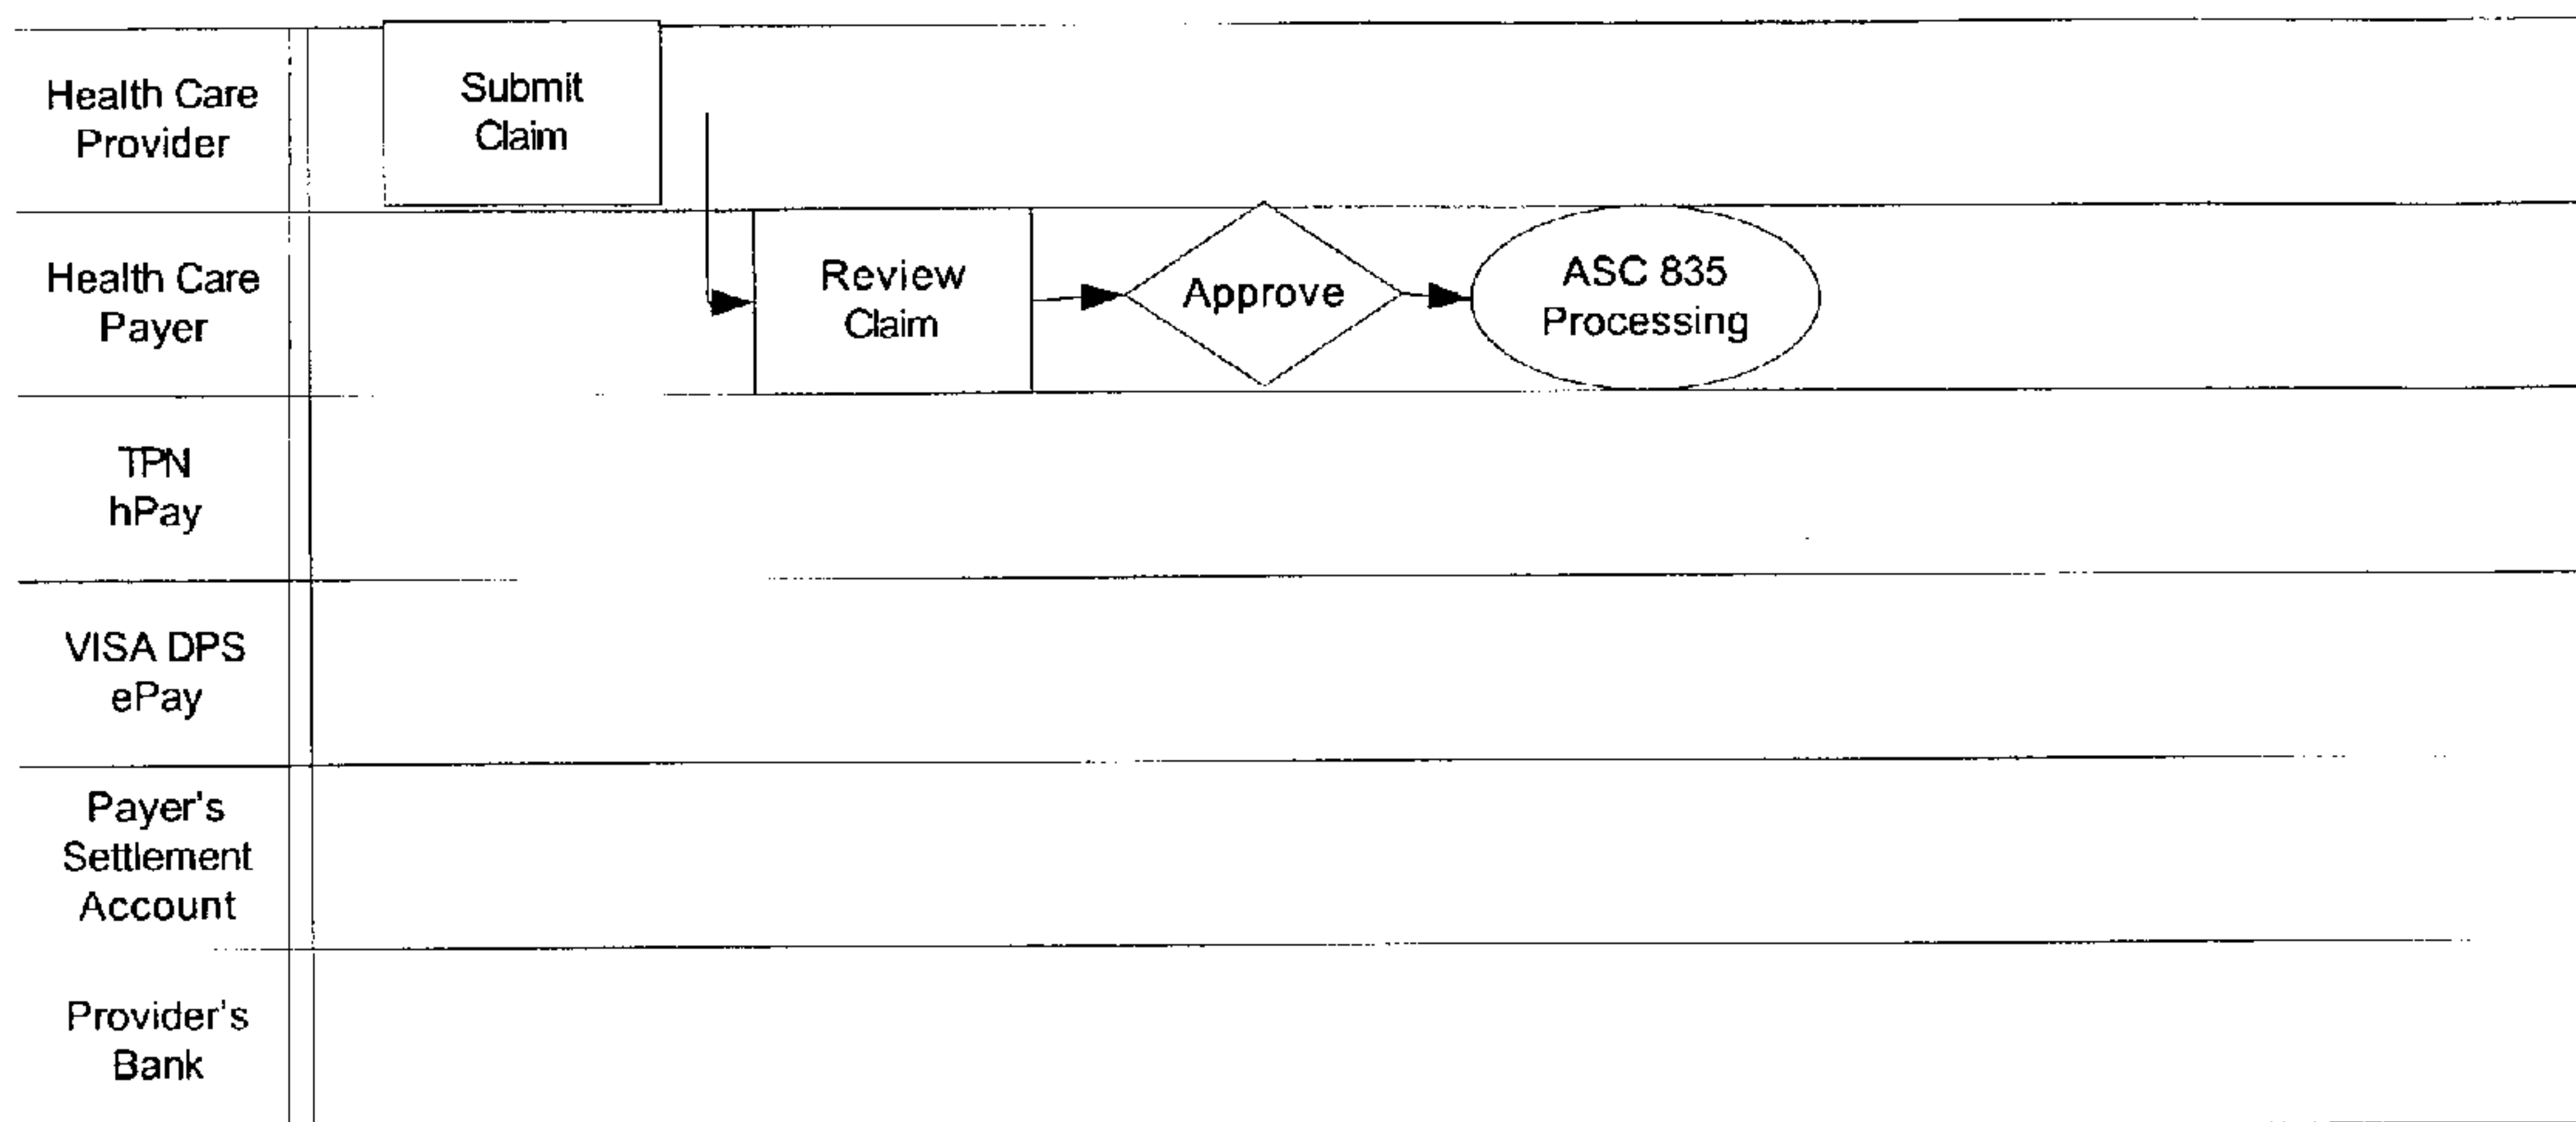 Health Care
Provider
Submit
Claim
Health Care
Payer
Review
Claim
Approve
ASC 835
Processing
TPN
hPay
VISA DPS
ePay
Payer's
Settlement
Account
Provider's
Bank